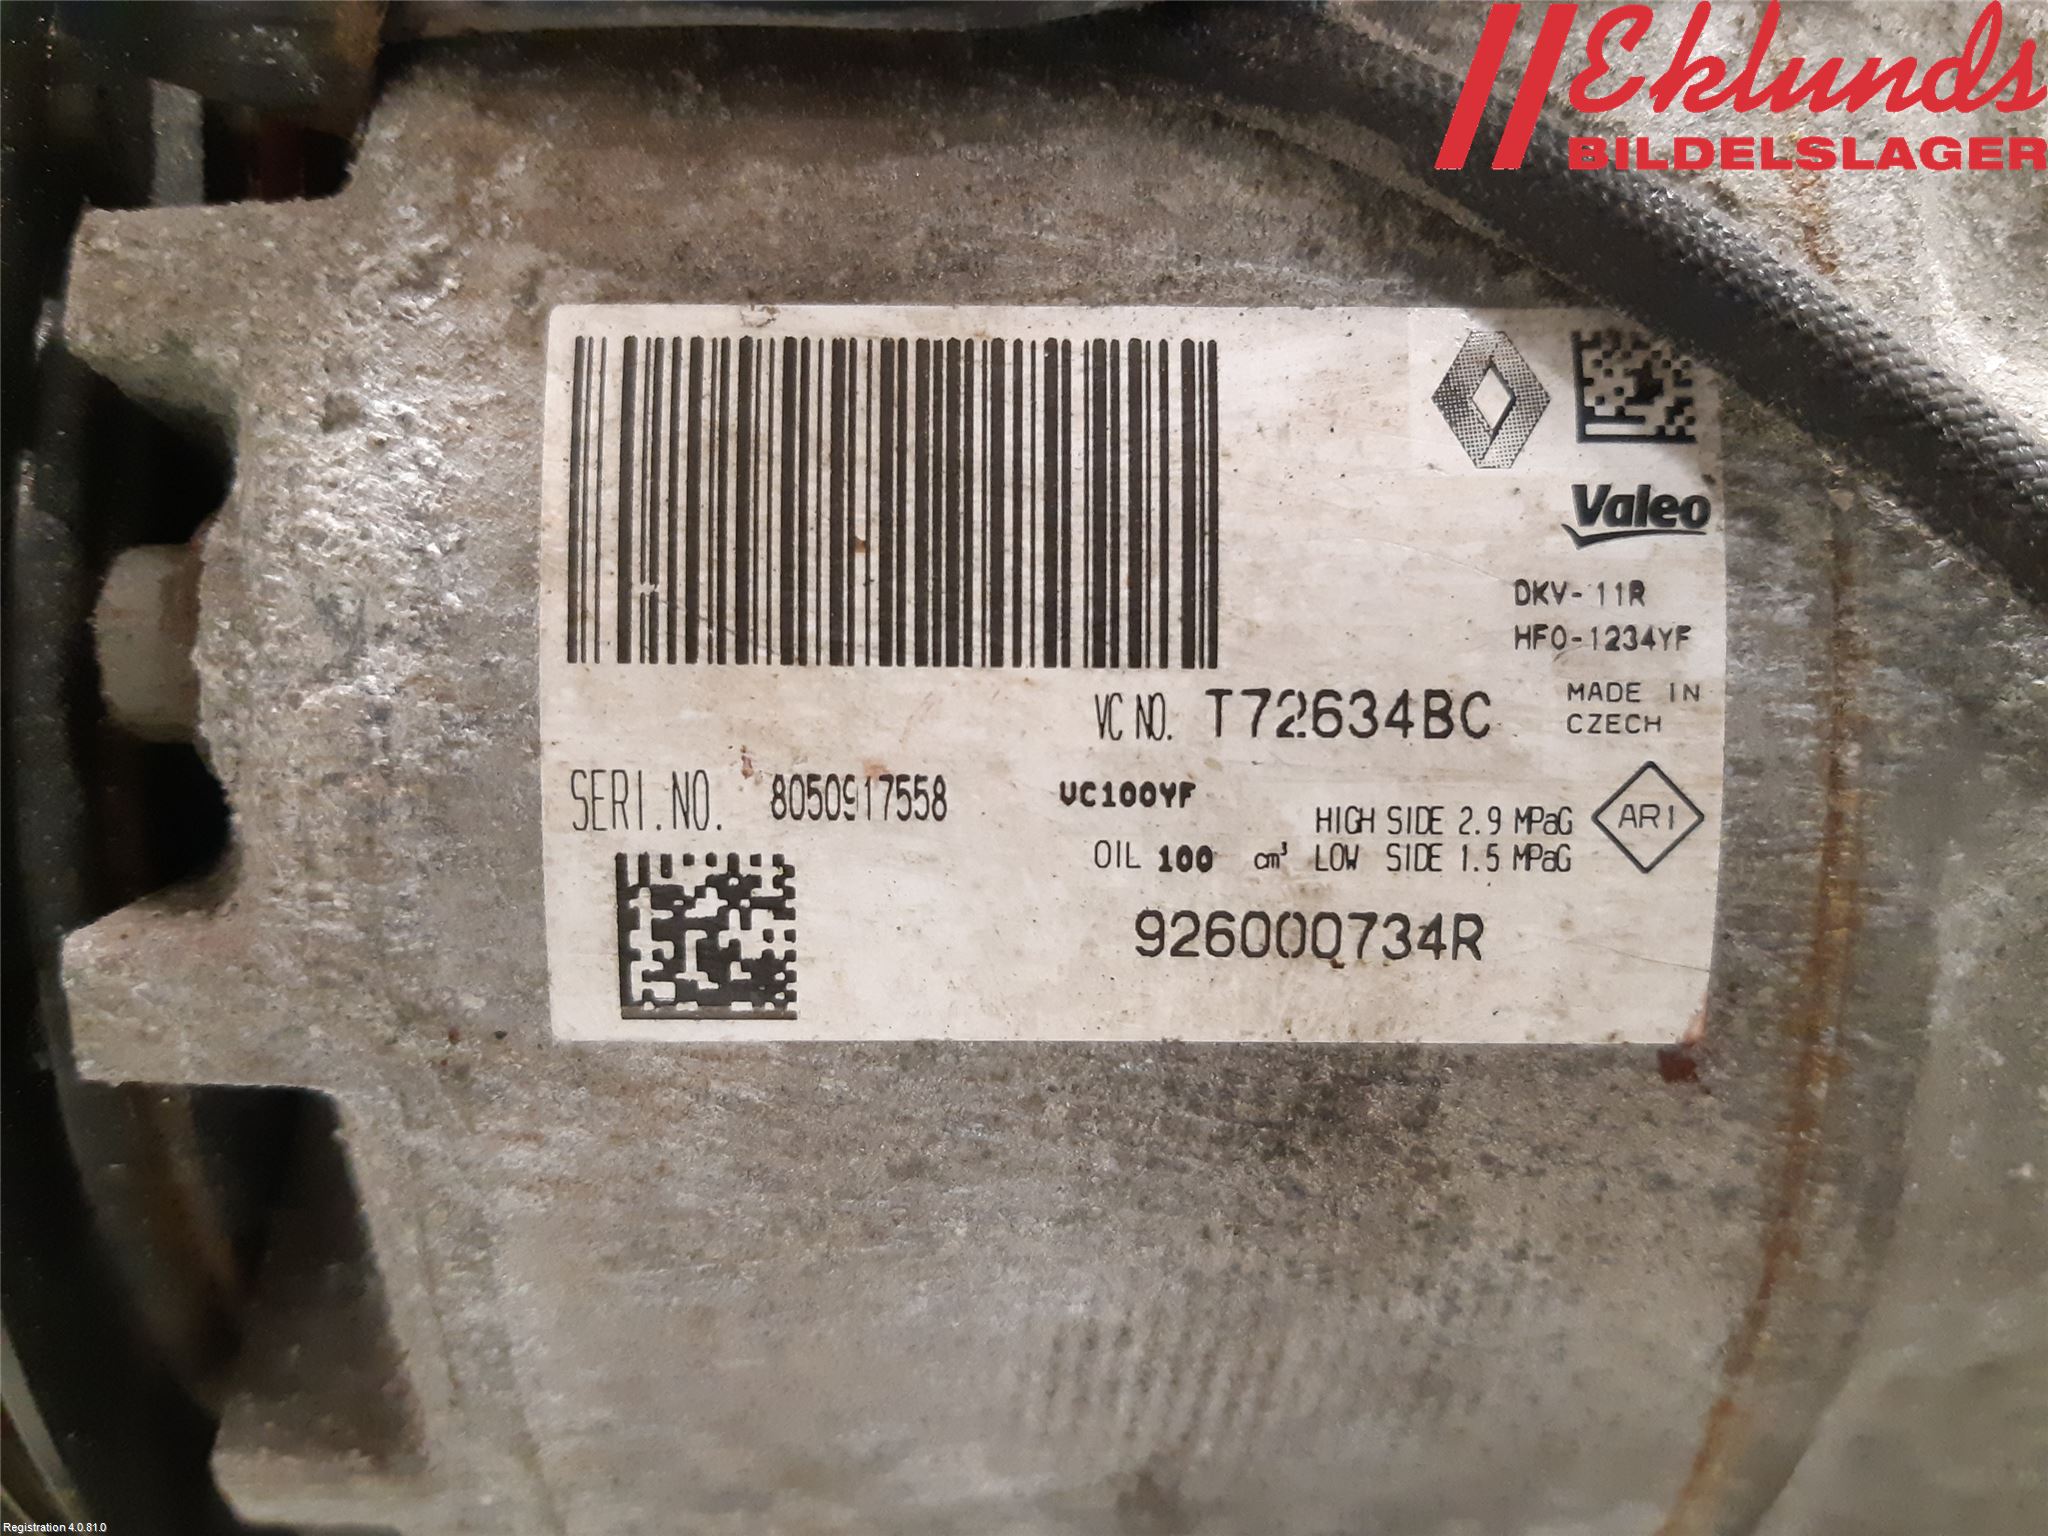 Eklunds
BILDELSLAGER
Valeo
DKV-11R
HFO-1234YF
VC NO. T72634BC
MADE IN
CZECH
SERI.NO. 8050917558
VC100YF
HIGH SIDE 2.9 MPaG
ARI
OIL 100 cm³ LOW SIDE 1.5 MPaG
926000734R
Registration 4.0.81.0